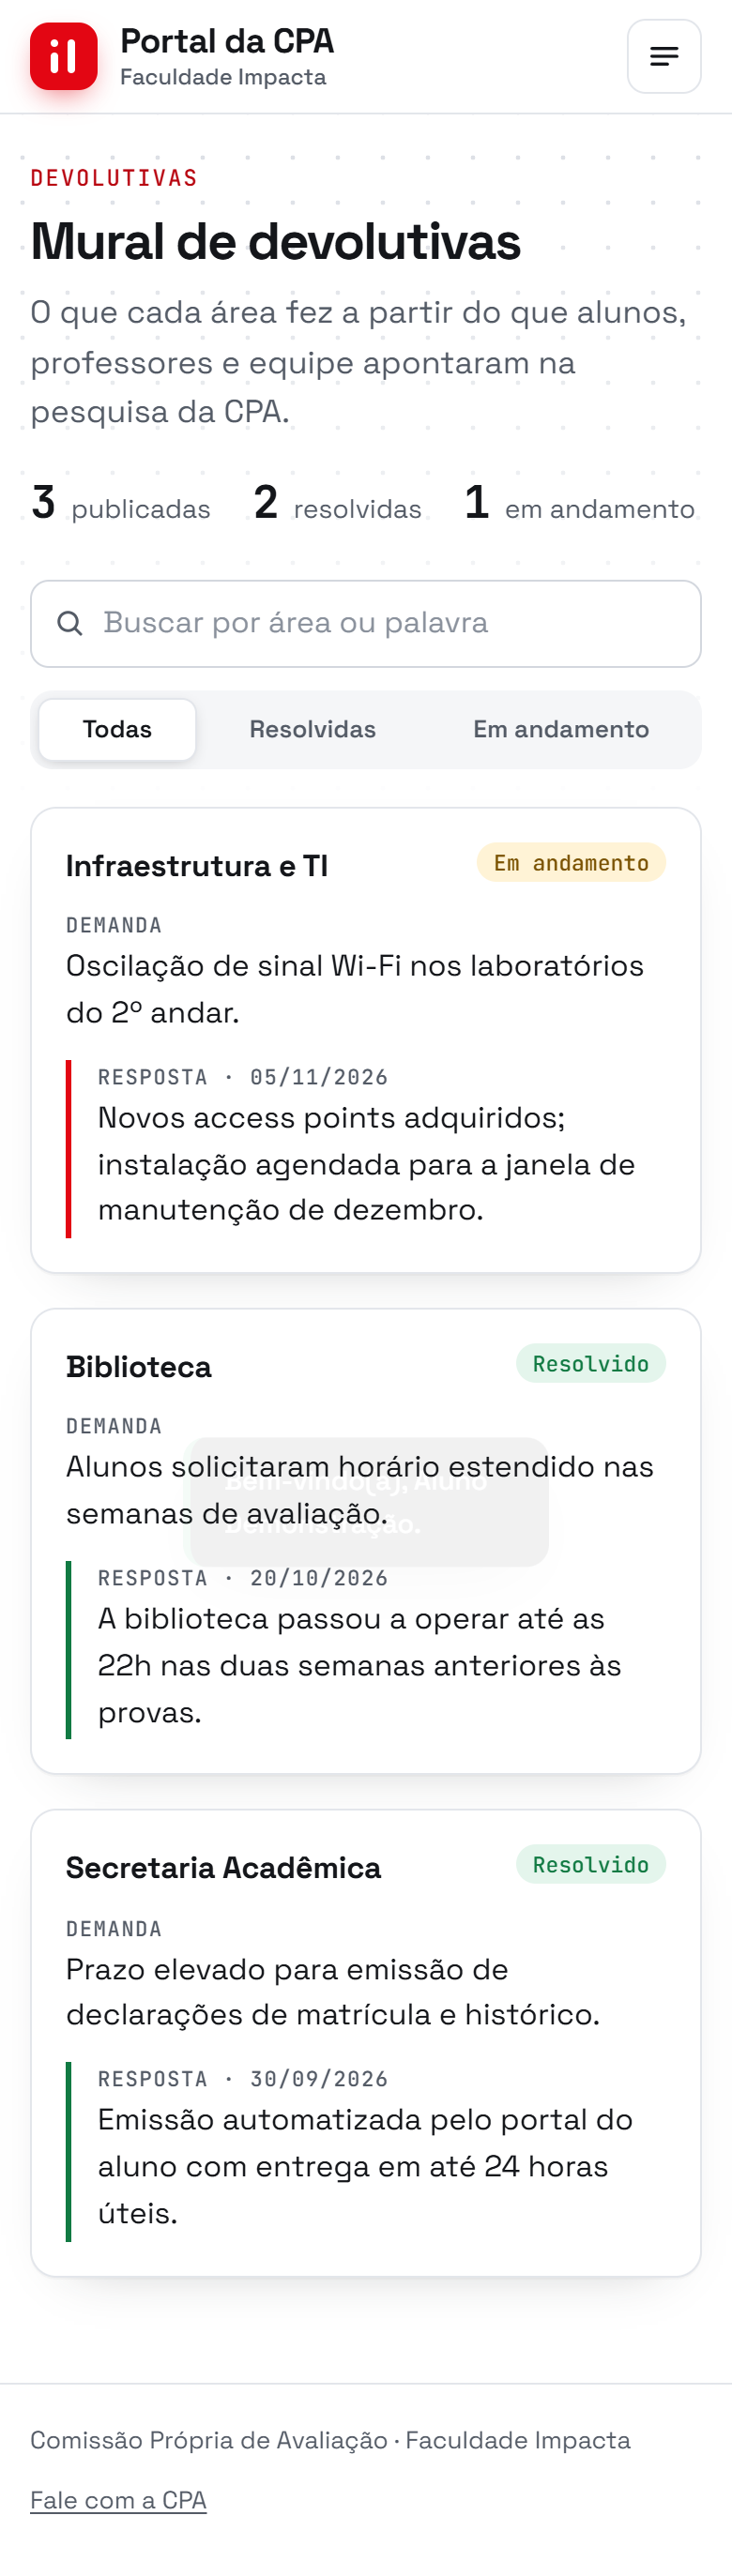 Portal da CPA
Faculdade Impacta
DEVOLUTIVAS
Mural de devolutivas
O que cada área fez a partir do que alunos,
professores e equipe apontaram na
pesquisa da CPA.
3 publicadas 2 resolvidas 1 em andamento
Buscar por área ou palavra
Todas Resolvidas Em andamento
Infraestrutura e TI Em andamento
DEMANDA
Oscilação de sinal Wi-Fi nos laboratórios
do 2º andar.
RESPOSTA · 05/11/2026
Novos access points adquiridos;
instalação agendada para a janela de
manutenção de dezembro.
Biblioteca Resolvido
DEMANDA
Alunos solicitaram horário estendido nas
semanas de avaliação.
Bem-vindo(a), Aluno
Demonstração.
RESPOSTA · 20/10/2026
A biblioteca passou a operar até as
22h nas duas semanas anteriores às
provas.
Secretaria Acadêmica Resolvido
DEMANDA
Prazo elevado para emissão de
declarações de matrícula e histórico.
RESPOSTA · 30/09/2026
Emissão automatizada pelo portal do
aluno com entrega em até 24 horas
úteis.
Comissão Própria de Avaliação · Faculdade Impacta
Fale com a CPA